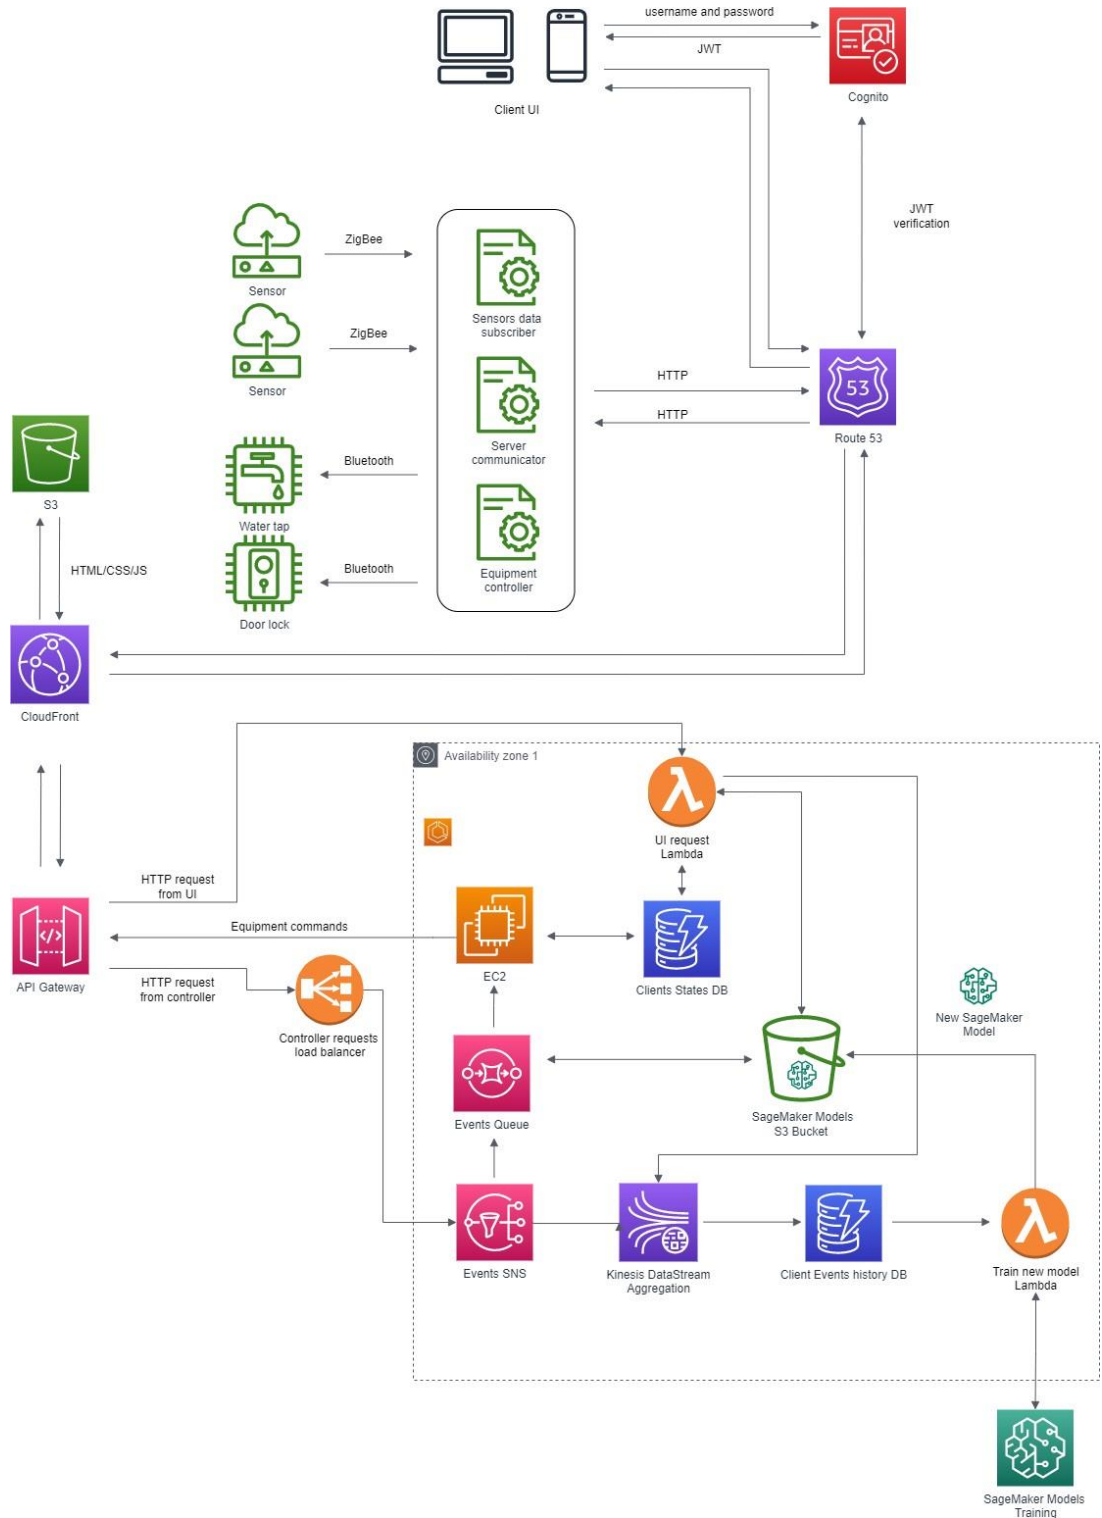 username and password
JWT
Cognito
Client UI
JWT
verification
ZigBee
Sensor
Sensors data
subscriber
ZigBee
Sensor
HTTP
HTTP
53
Route 53
Server
communicator
Bluetooth
Water tap
S3
Bluetooth
Equipment
controller
Door lock
HTML/CSS/JS
CloudFront
Availability zone 1
UI request
Lambda
HTTP request
from UI
Equipment commands
API Gateway
HTTP request
from controller
EC2
Clients States DB
Controller requests
load balancer
New SageMaker
Model
Events Queue
SageMaker Models
S3 Bucket
Events SNS
Kinesis DataStream
Aggregation
Client Events history DB
Train new model
Lambda
SageMaker Models
Training